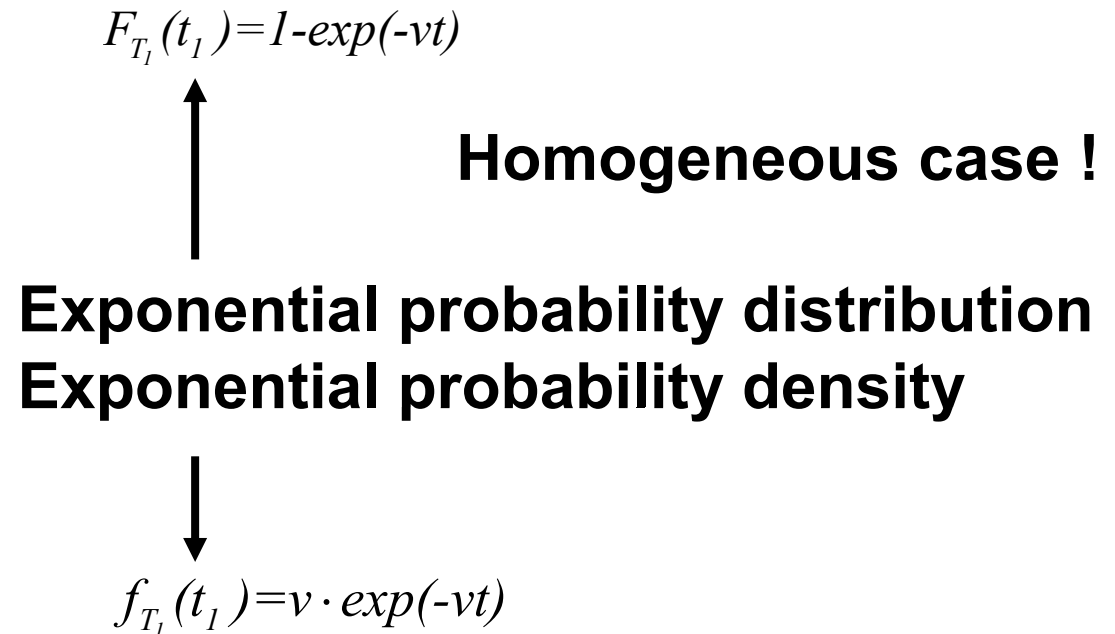 F_{T_1}(t_1)=1-exp(-vt)
Homogeneous case !
Exponential probability distribution
Exponential probability density
f_{T_1}(t_1)=v·exp(-vt)